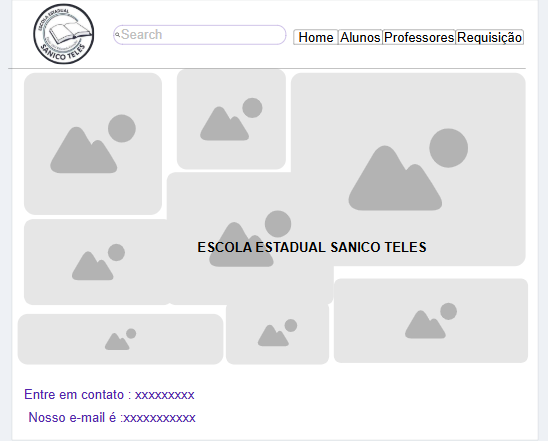 ESCOLA ESTADUAL
SANICO TELES
Search
Home Alunos Professores Requisição
ESCOLA ESTADUAL SANICO TELES
Entre em contato : xxxxxxxxx
Nosso e-mail é :xxxxxxxxxxx